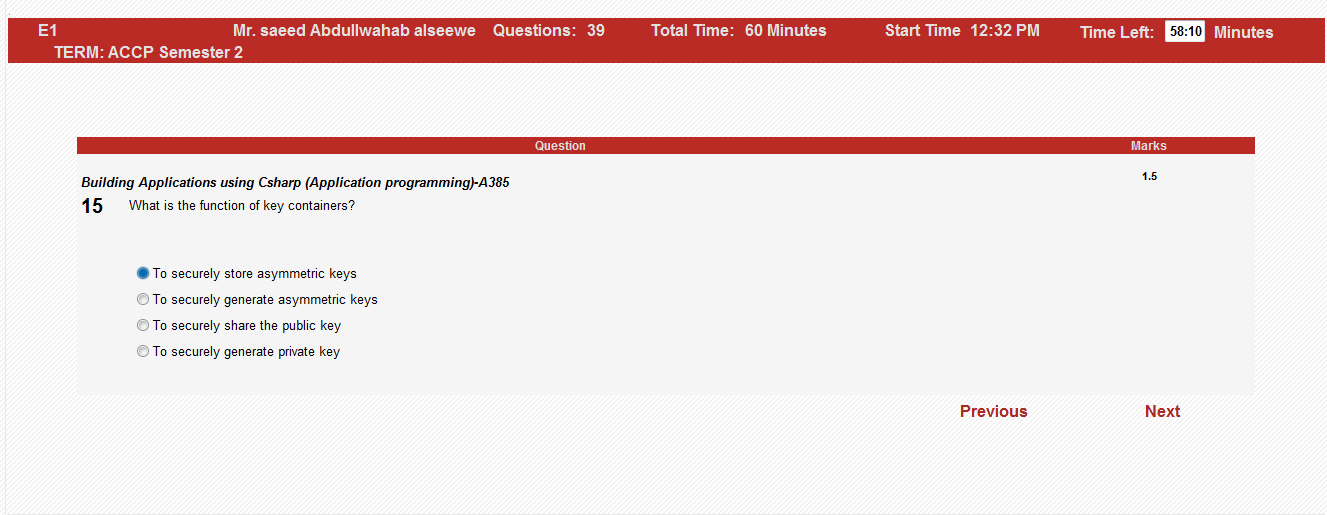 E1 Mr. saeed Abdullwahab alseewe Questions: 39 Total Time: 60 Minutes Start Time 12:32 PM Time Left: 58:10 Minutes
TERM: ACCP Semester 2
Question Marks
Building Applications using Csharp (Application programming)-A385 1.5
15 What is the function of key containers?
To securely store asymmetric keys
To securely generate asymmetric keys
To securely share the public key
To securely generate private key
Previous Next